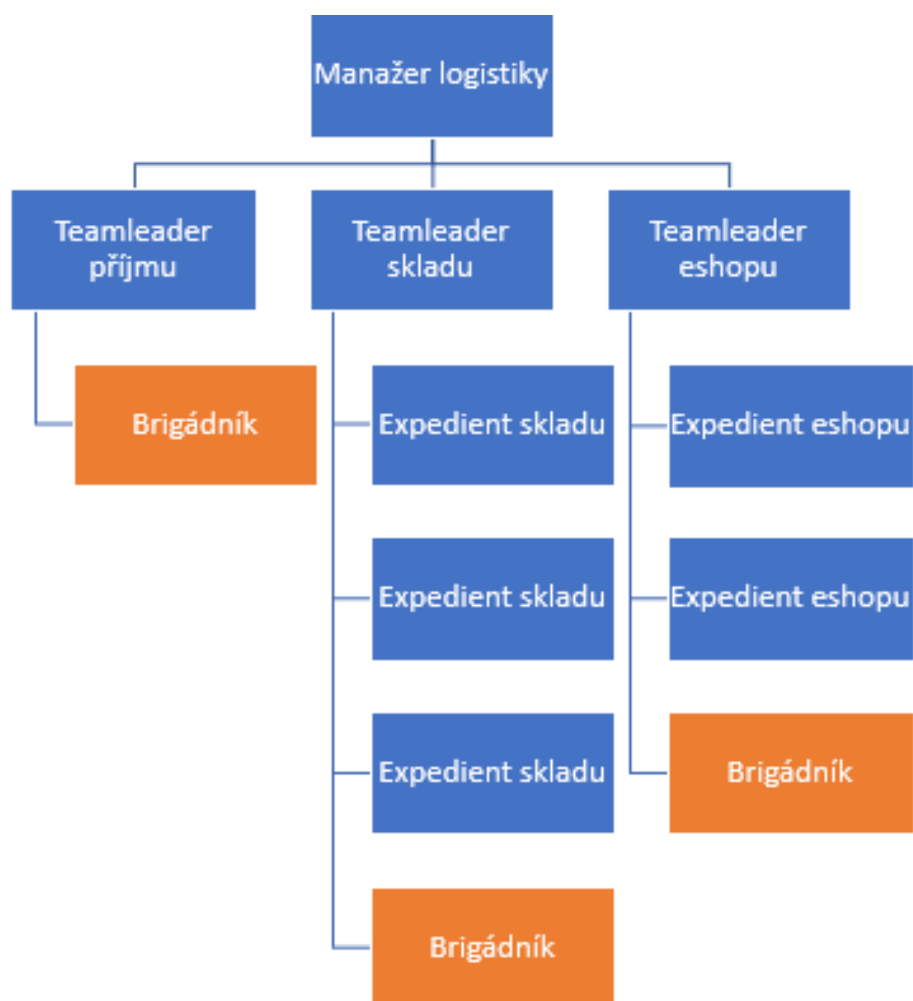 Manažer logistiky
Teamleader
příjmu
Teamleader
skladu
Teamleader
eshopu
Brigádník
Expedient skladu
Expedient eshopu
Expedient skladu
Expedient eshopu
Expedient skladu
Brigádník
Brigádník